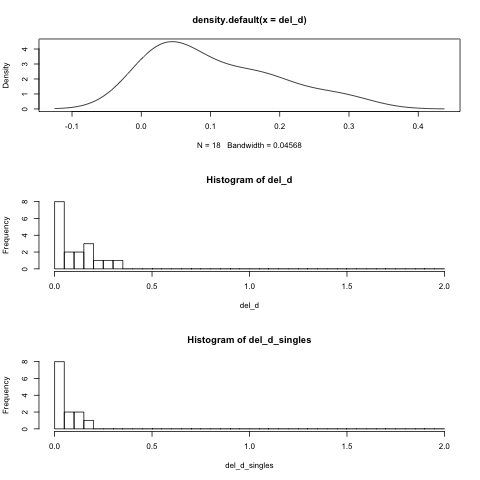 density.default(x = del_d)
Density
0 1 2 3 4
-0.1 0.0 0.1 0.2 0.3 0.4
N = 18 Bandwidth = 0.04568
Histogram of del_d
Frequency
0 2 4 6 8
0.0 0.5 1.0 1.5 2.0
del_d
Histogram of del_d_singles
Frequency
0 2 4 6 8
0.0 0.5 1.0 1.5 2.0
del_d_singles